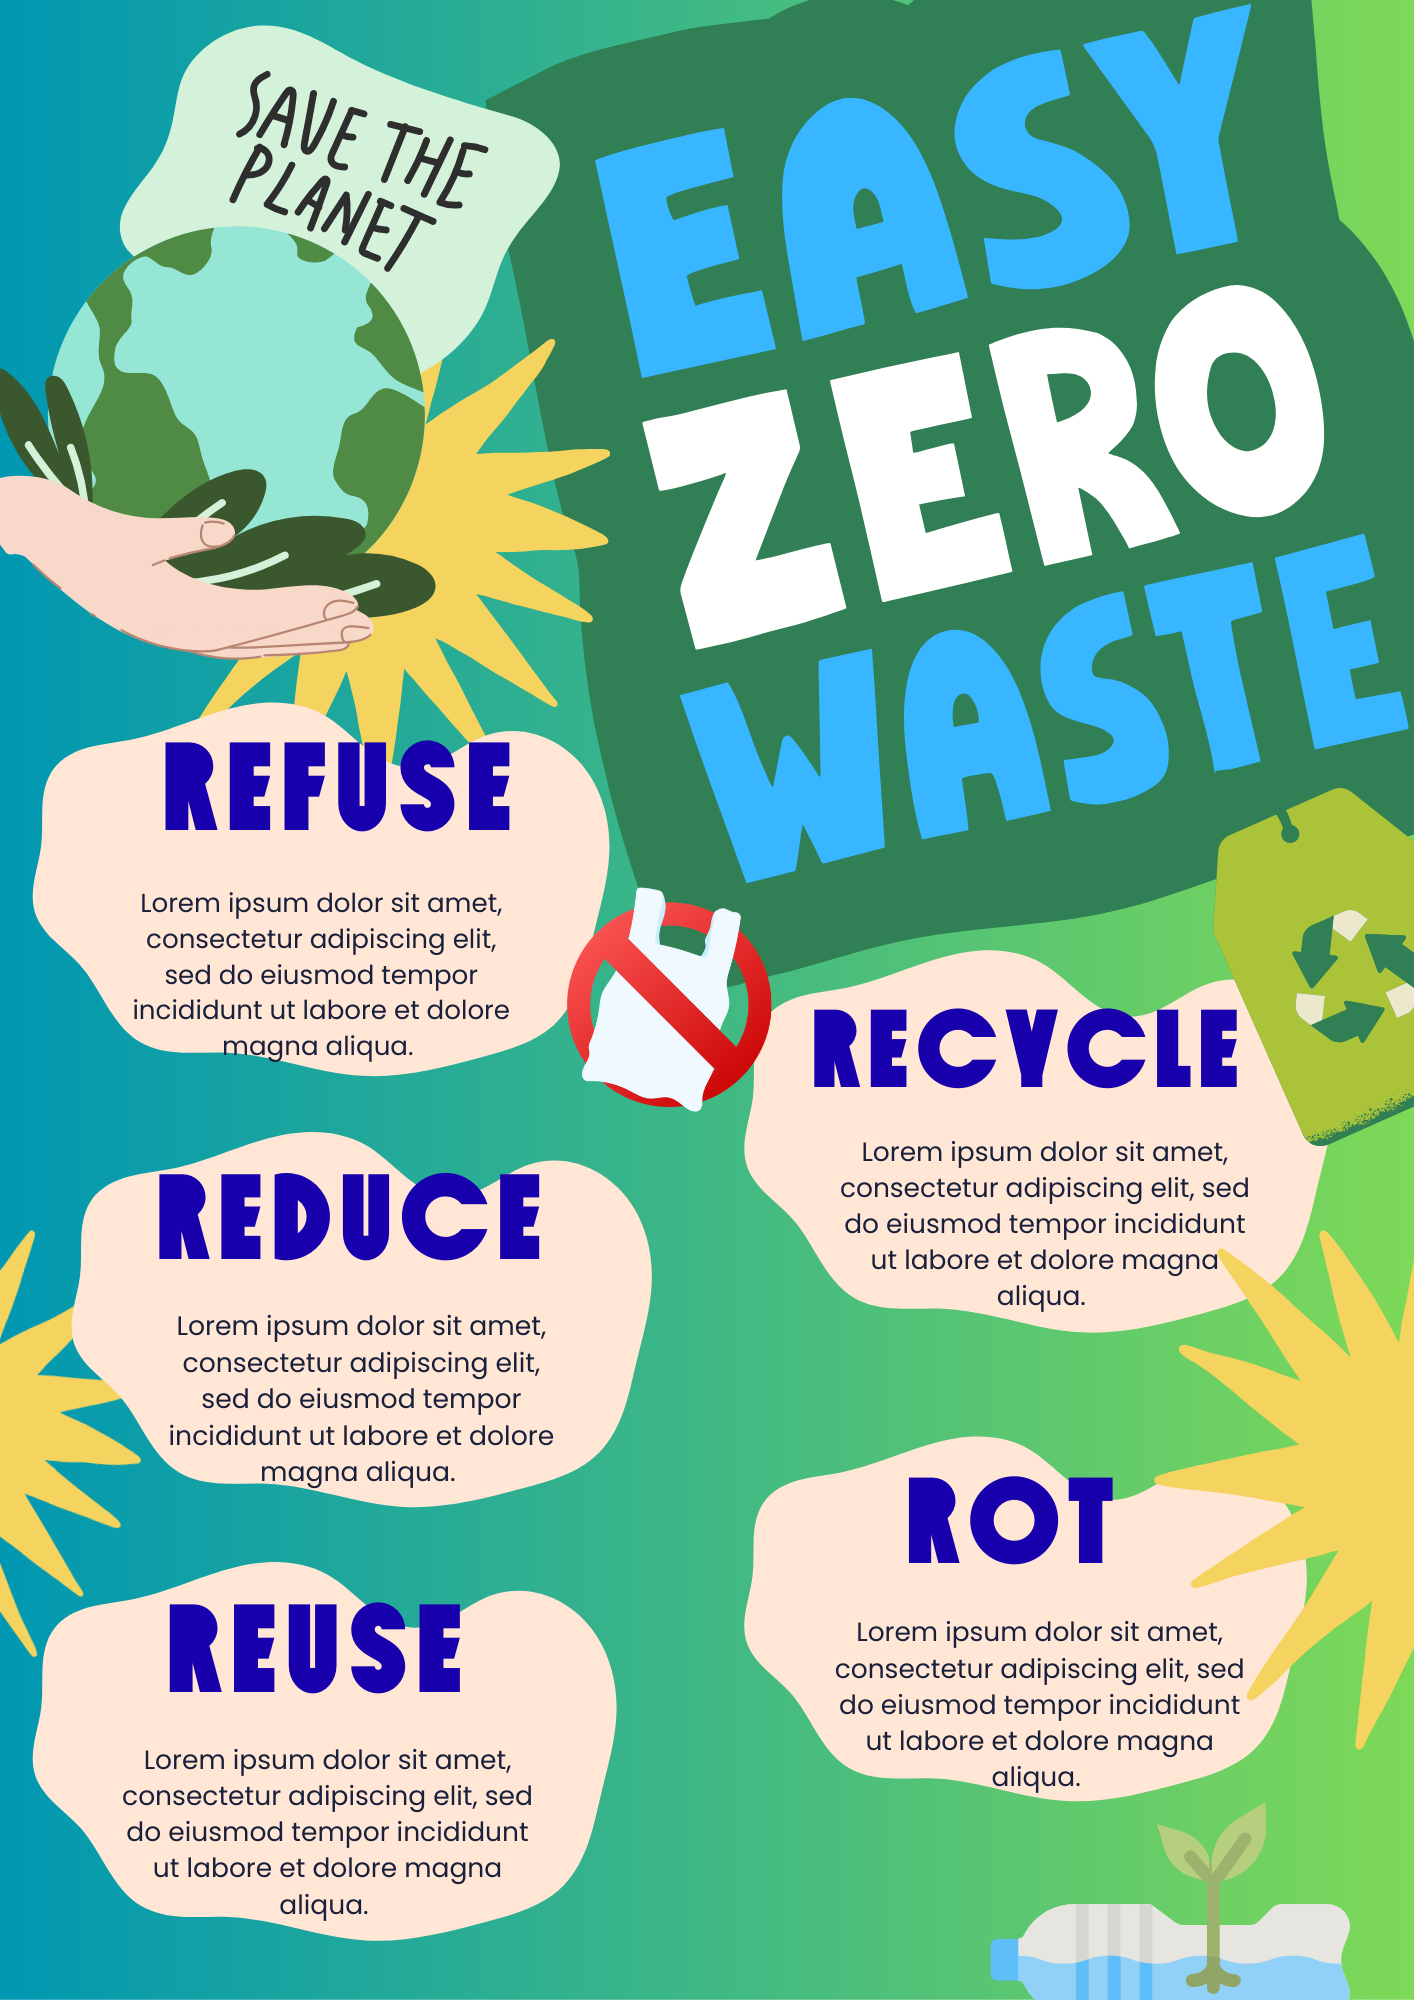 SAVE THE
PLANET
EASY
ZERO
WASTE
REFUSE
Lorem ipsum dolor sit amet,
consectetur adipiscing elit,
sed do eiusmod tempor
incididunt ut labore et dolore
magna aliqua.
REDUCE
Lorem ipsum dolor sit amet,
consectetur adipiscing elit,
sed do eiusmod tempor
incididunt ut labore et dolore
magna aliqua.
REUSE
Lorem ipsum dolor sit amet,
consectetur adipiscing elit, sed
do eiusmod tempor incididunt
ut labore et dolore magna
aliqua.
RECYCLE
Lorem ipsum dolor sit amet,
consectetur adipiscing elit, sed
do eiusmod tempor incididunt
ut labore et dolore magna
aliqua.
ROT
Lorem ipsum dolor sit amet,
consectetur adipiscing elit, sed
do eiusmod tempor incididunt
ut labore et dolore magna
aliqua.